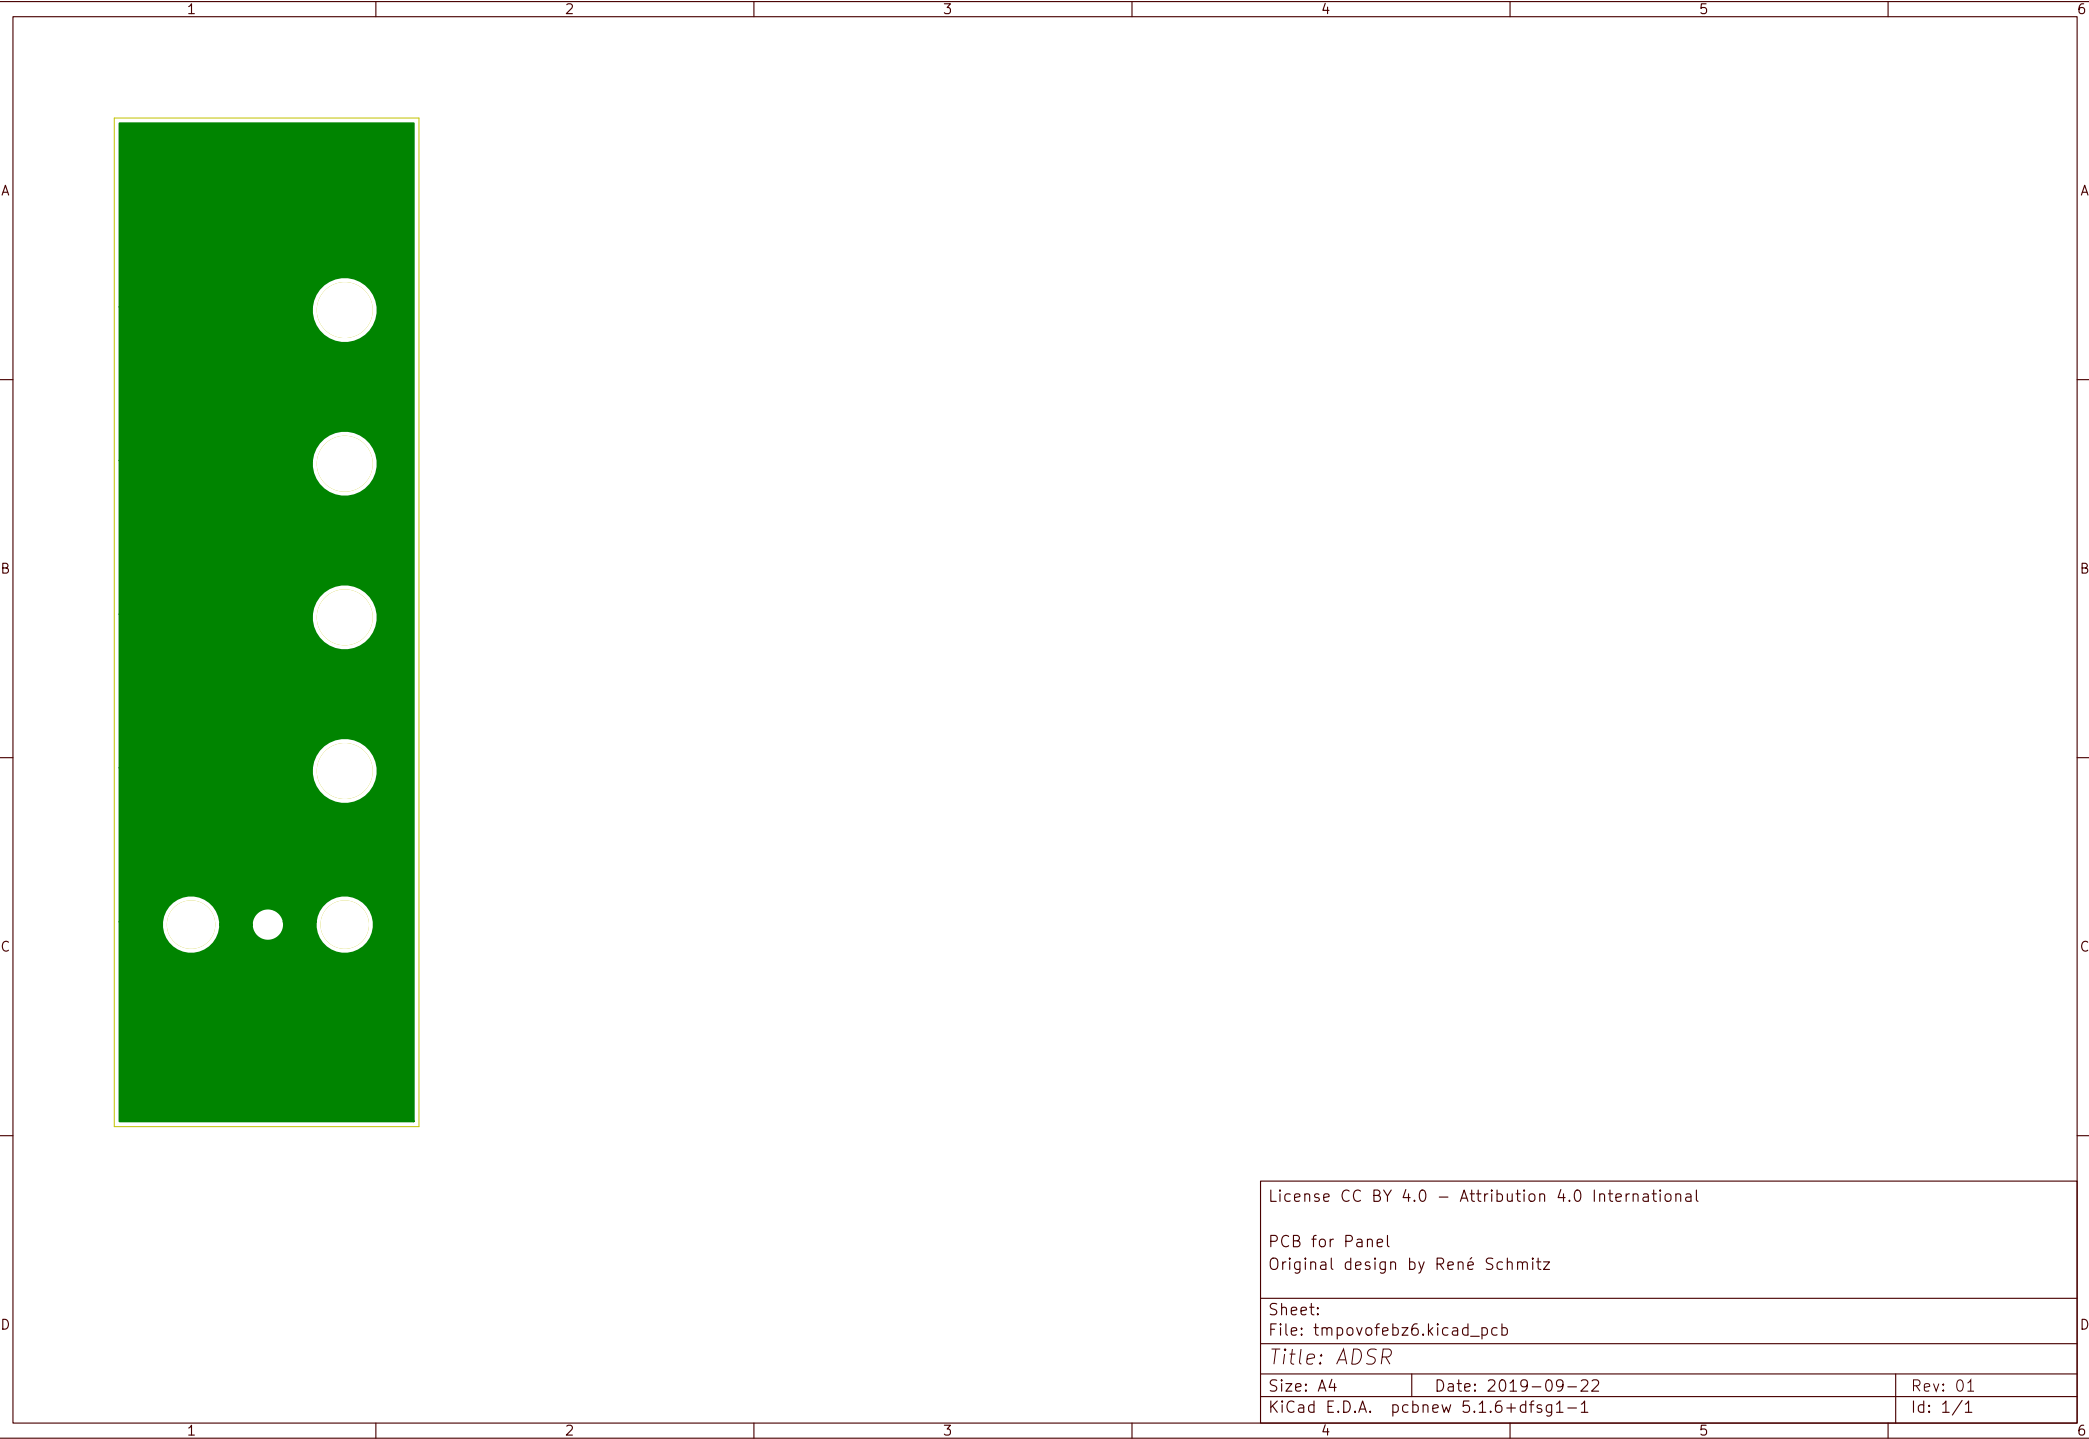 1 2 3 4 5 6
A A
B B
C C
License CC BY 4.0 - Attribution 4.0 International
PCB for Panel
Original design by René Schmitz
Sheet:
D D
File: tmpovofebz6.kicad_pcb
Title: ADSR
Size: A4 Date: 2019-09-22 Rev: 01
KiCad E.D.A. pcbnew 5.1.6+dfsg1-1 Id: 1/1
1 2 3 4 5 6